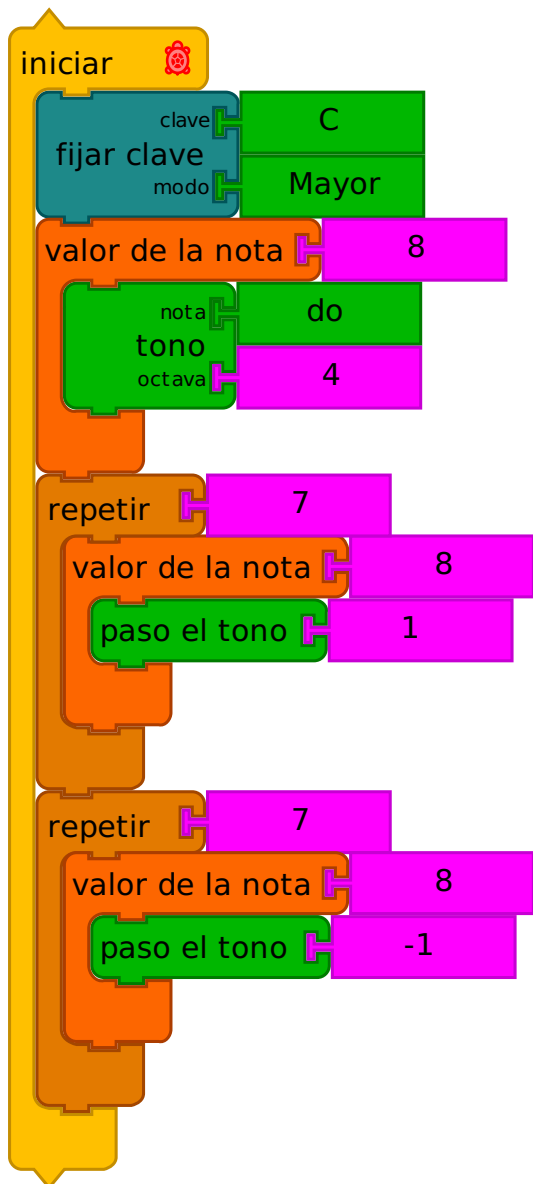 iniciar
clave C
fijar clave
modo Mayor
valor de la nota 8
nota do
tono
octava 4
repetir 7
valor de la nota 8
paso el tono 1
repetir 7
valor de la nota 8
paso el tono -1